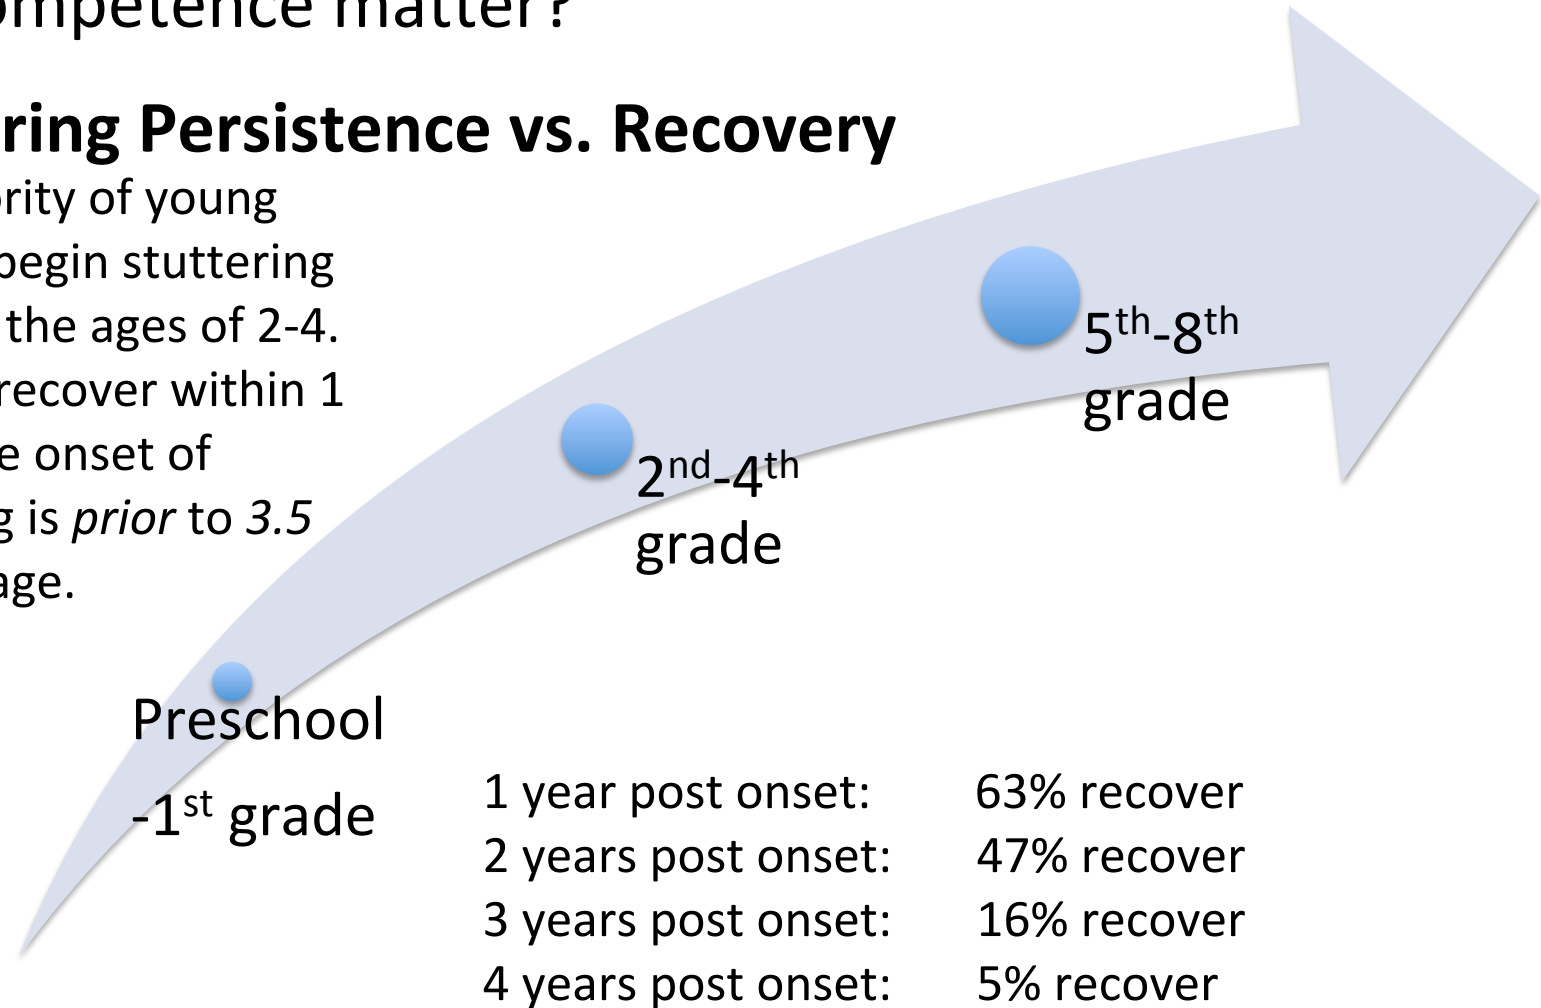 ompetence matter?
ring Persistence vs. Recovery
rity of young
begin stuttering
the ages of 2-4.
recover within 1
e onset of
g is prior to 3.5
age.
5th-8th
grade
2nd-4th
grade
Preschool
-1st grade
1 year post onset: 63% recover
2 years post onset: 47% recover
3 years post onset: 16% recover
4 years post onset: 5% recover